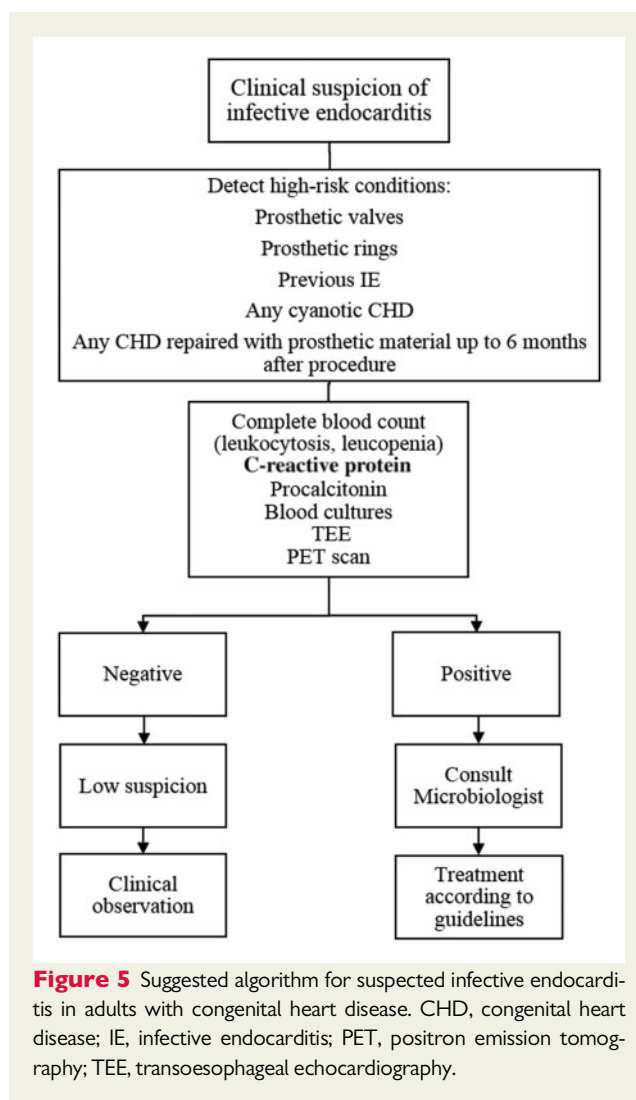 Clinical suspicion of
infective endocarditis
Detect high-risk conditions:
Prosthetic valves
Prosthetic rings
Previous IE
Any cyanotic CHD
Any CHD repaired with prosthetic material up to 6 months
after procedure
Complete blood count
(leukocytosis, leucopenia)
C-reactive protein
Procalcitonin
Blood cultures
TEE
PET scan
Negative
Positive
Low suspicion
Consult
Microbiologist
Clinical
observation
Treatment
according to
guidelines
Figure 5 Suggested algorithm for suspected infective endocardi-
tis in adults with congenital heart disease. CHD, congenital heart
disease; IE, infective endocarditis; PET, positron emission tomog-
raphy; TEE, transoesophageal echocardiography.